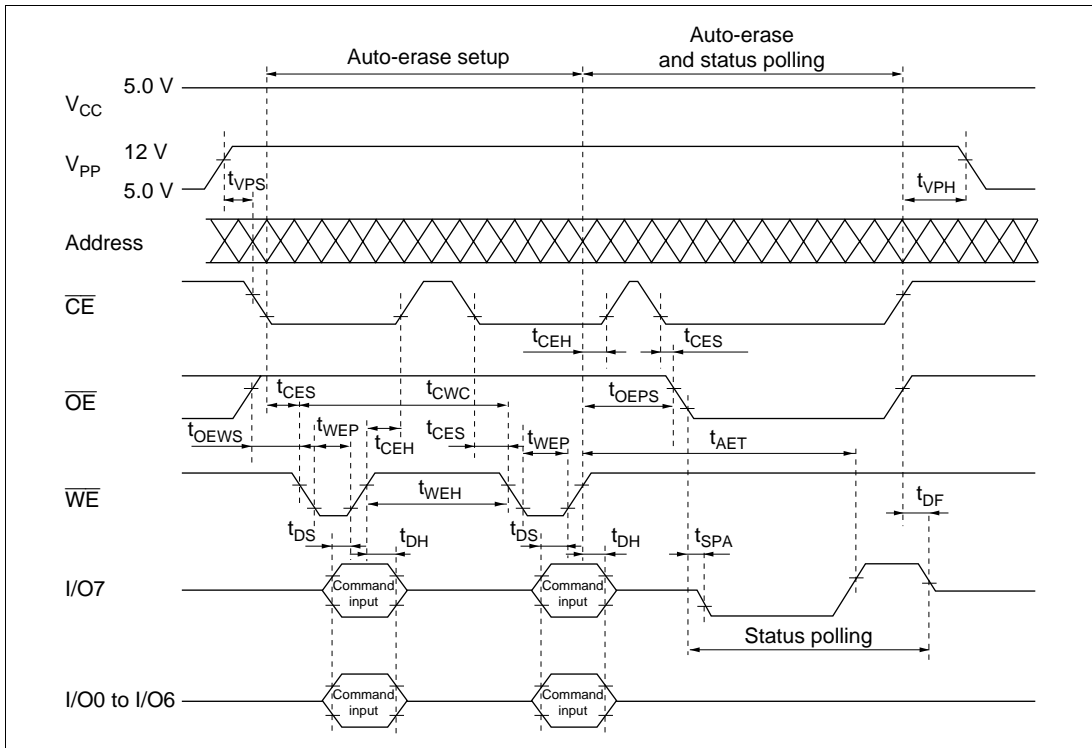 Auto-erase setup
Auto-erase
and status polling
VCC 5.0 V
VPP 12 V
5.0 V
tVPS
tVPH
Address
CE
tCEH
tCES
OE
tCES
tCWC
tOEPS
tOEWS
tWEP
tCEH
tCES
tWEP
tAET
WE
tWEH
tDF
tDS
tDH
tDS
tDH
tSPA
I/O7
Command
input
Command
input
Status polling
I/O0 to I/O6
Command
input
Command
input